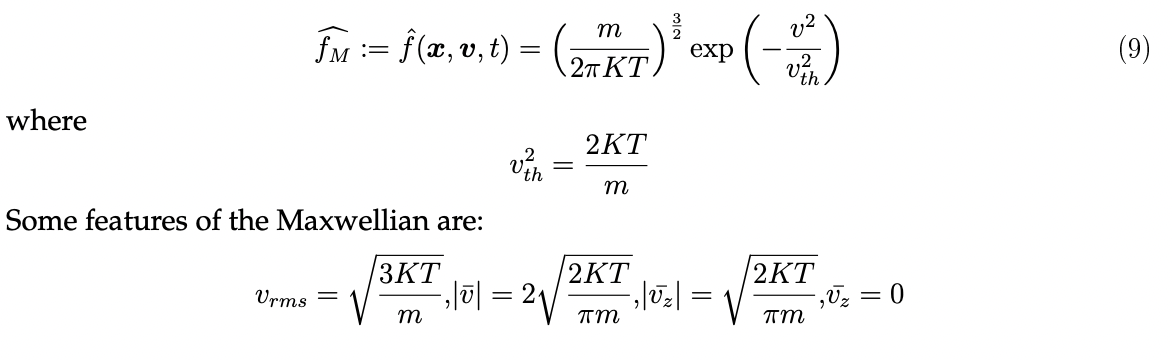 $\widehat{f_M} := \hat{f}(\boldsymbol{x}, \boldsymbol{v}, t) = \left(\frac{m}{2\pi KT}\right)^{\frac{3}{2}} \exp\left(-\frac{v^2}{v_{th}^2}\right)$ (9)
where
$v_{th}^2 = \frac{2KT}{m}$
Some features of the Maxwellian are:
$v_{rms} = \sqrt{\frac{3KT}{m}}, |\bar{v}| = 2\sqrt{\frac{2KT}{\pi m}}, |\bar{v_z}| = \sqrt{\frac{2KT}{\pi m}}, \bar{v_z} = 0$